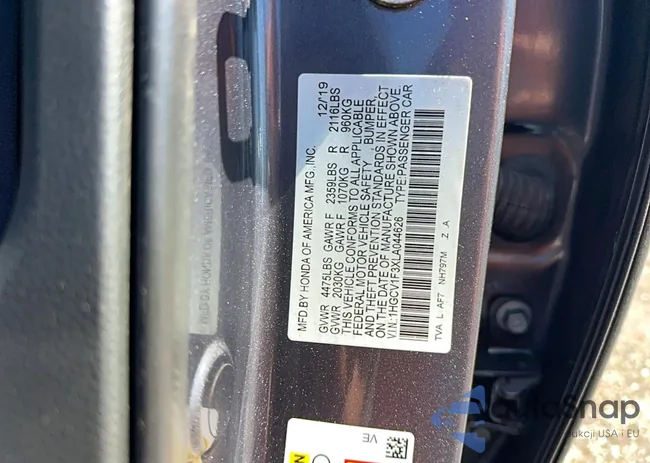 MFD.BY HONDA OF AMERICA MFG.,INC. 12/19
GVWR 4475LBS GAWR F 2359LBS R 2116LBS
GVWR 2030KG GAWR F 1070KG R 960KG
THIS VEHICLE CONFORMS TO ALL APPLICABLE
FEDERAL MOTOR VEHICLE SAFETY BUMPER,
AND THEFT PREVENTION STANDARDS IN EFFECT
ON THE DATE OF MANUFACTURE SHOWN ABOVE.
V.I.N.:1HGCV1F3XLA044626 TYPE:PASSENGER CAR
TVA L AF7 NH797M Z A
VE
AutoSnap
aukcji USA i EU